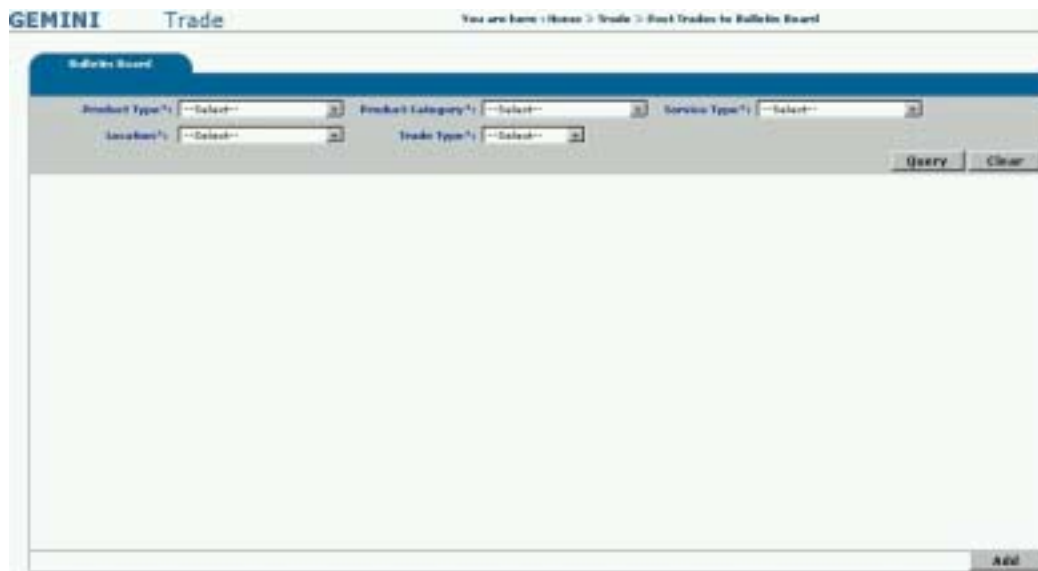 GEMINI Trade You are here : Home > Trade > Post Trades to Bulletin Board
Bulletin Board
Product Type*: --Select-- Product Category*: --Select-- Service Type*: --Select--
Location*: --Select-- Trade Type*: --Select--
Query Clear
Add